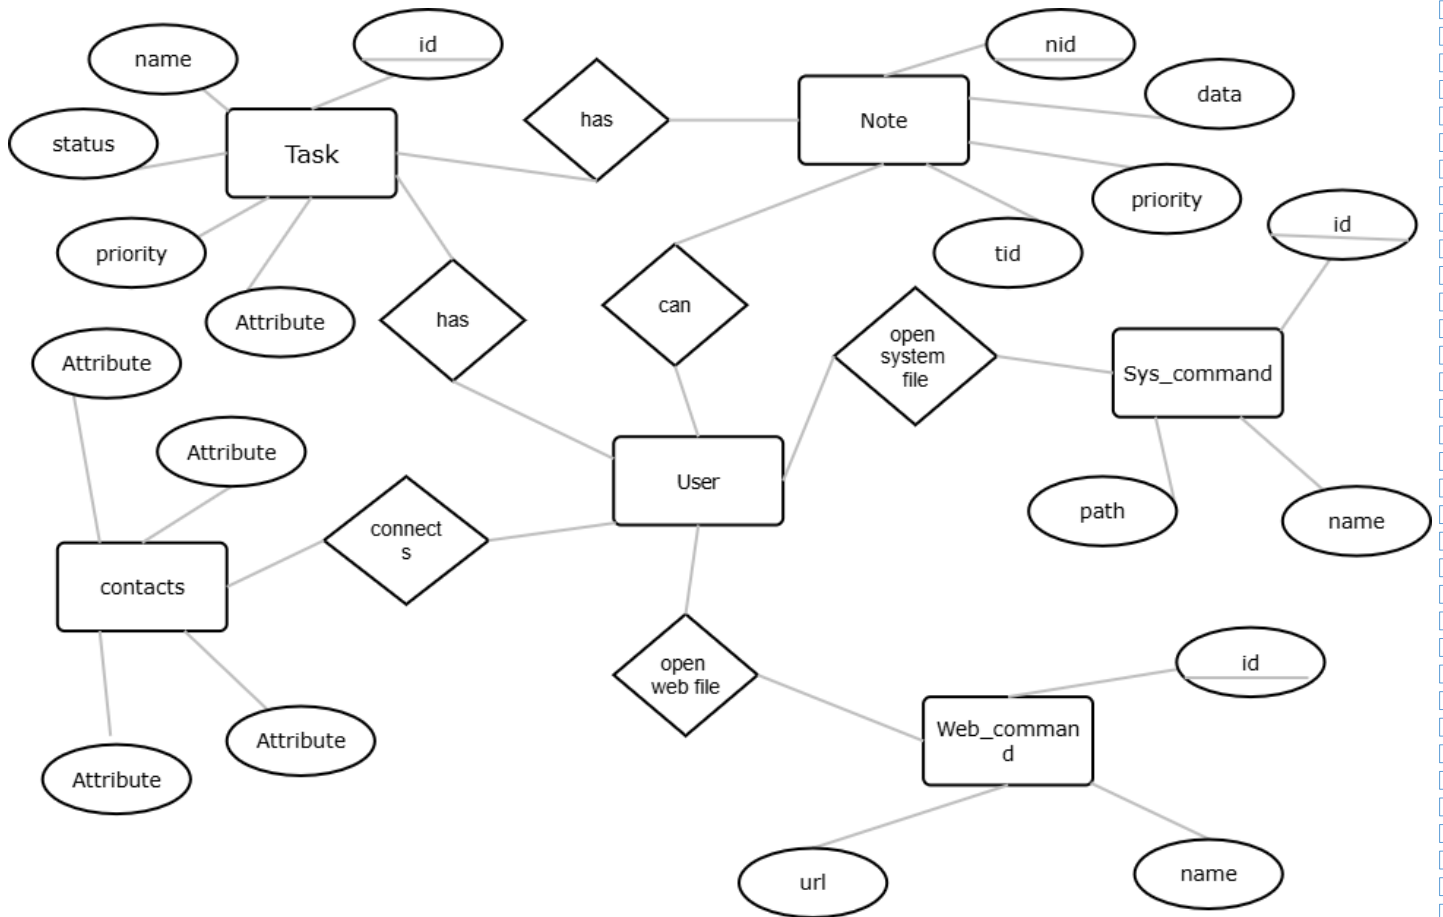 id
nid
name
data
has
Note
status
Task
priority
id
priority
tid
can
has
Attribute
open
system
file
Attribute
Sys_command
Attribute
User
path
name
connect
s
contacts
open
web file
id
Web_comman
d
Attribute
Attribute
name
url